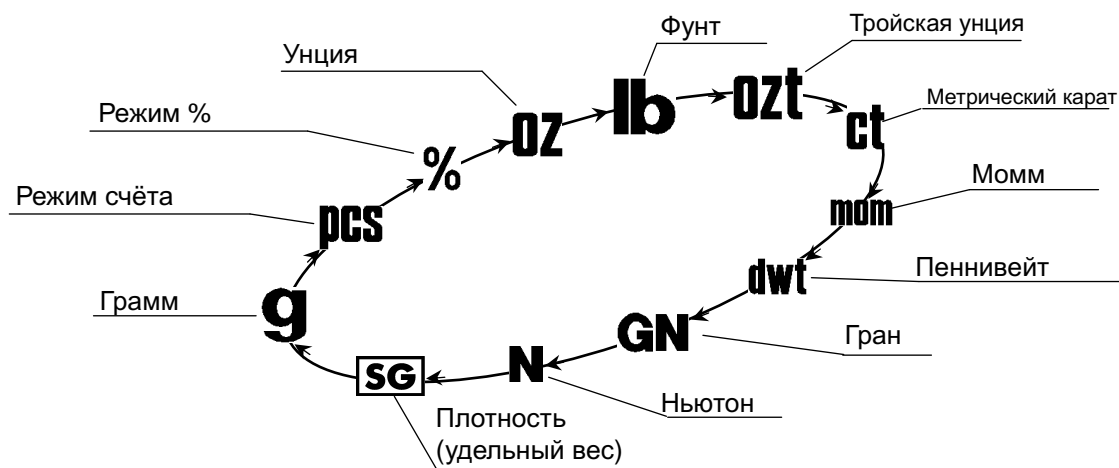 Фунт
Тройская унция
Унция
lb
ozt
Метрический карат
Режим %
oz
ct
%
Момм
Режим счёта
pcs
mom
Пеннивейт
dwt
Грамм
g
GN
Гран
N
SG
Ньютон
Плотность
(удельный вес)